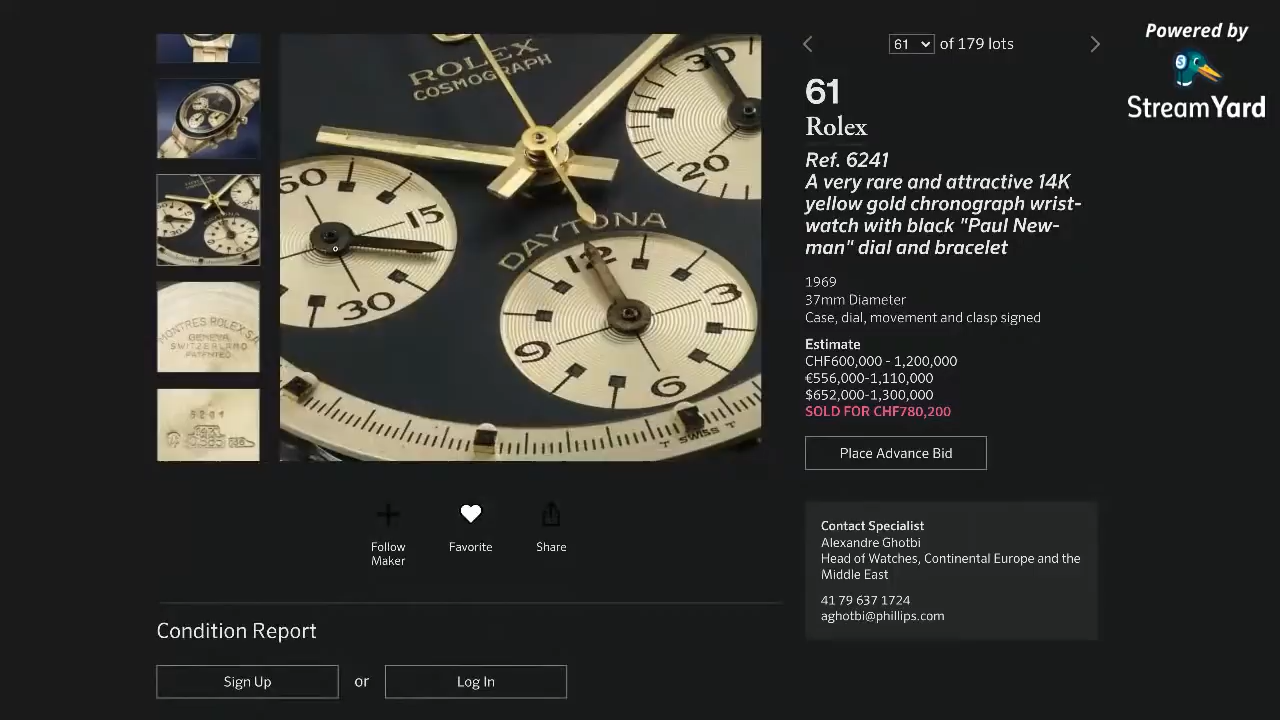 Powered by
StreamYard
61 of 179 lots
61
Rolex
Ref. 6241
A very rare and attractive 14K
yellow gold chronograph wrist-
watch with black "Paul New-
man" dial and bracelet
1969
37mm Diameter
Case, dial, movement and clasp signed
Estimate
CHF600,000 - 1,200,000
€556,000-1,110,000
$652,000-1,300,000
SOLD FOR CHF780,200
Place Advance Bid
Contact Specialist
Alexandre Ghotbi
Head of Watches, Continental Europe and the
Middle East
41 79 637 1724
aghotbi@phillips.com
ROLEX
COSMOGRAPH
30
20
60
15
30
DAYTONA
12
3
6
9
T SWISS T
MONTRES ROLEX S.A
GENEVA
SWITZERLAND
PATENTED
Follow
Maker
Favorite
Share
Condition Report
Sign Up
or
Log In